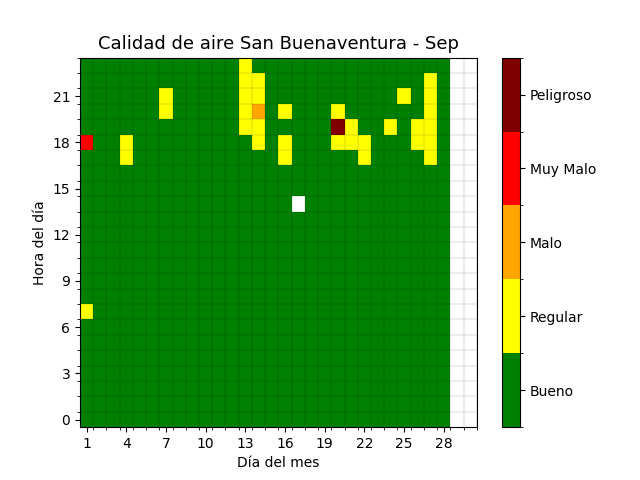 Calidad de aire San Buenaventura - Sep
Hora del día
21
18
15
12
9
6
3
0
1 4 7 10 13 16 19 22 25 28
Día del mes
Peligroso
Muy Malo
Malo
Regular
Bueno